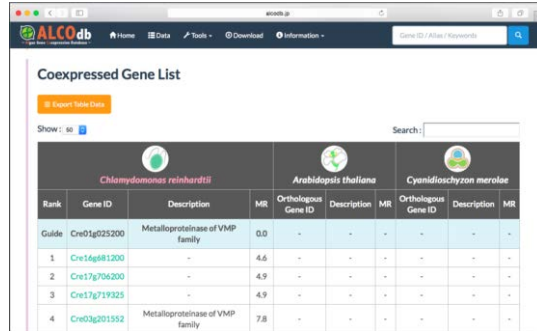 alcodb.jp
ALCOdb
Home Data Tools Download Information Gene ID / Alias / Keywords
Coexpressed Gene List
Export Table Data
Show: 50 Search:
Chlamydomonas reinhardtii Arabidopsis thaliana Cyanidioschyzon merolae
Rank Gene ID Description MR Orthologous Gene ID Description MR Orthologous Gene ID Description MR
Guide Cre01g025200 Metalloproteinase of VMP family 0.0 - - - - - -
1 Cre16g681200 - 4.6 - - - - - -
2 Cre17g706200 - 4.9 - - - - - -
3 Cre17g719325 - 4.9 - - - - - -
4 Cre03g201552 Metalloproteinase of VMP family 7.8 - - - - - -